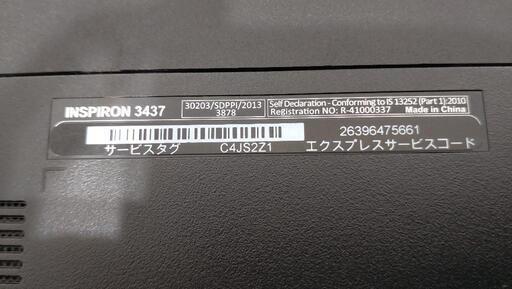 INSPIRON 3437
30203/SDPPI/2013
3878
Self Declaration - Conforming to IS 13252 (Part 1):2010
Registration NO: R-41000337 Made in China
サービスタグ C4JS2Z1
26396475661
エクスプレスサービスコード